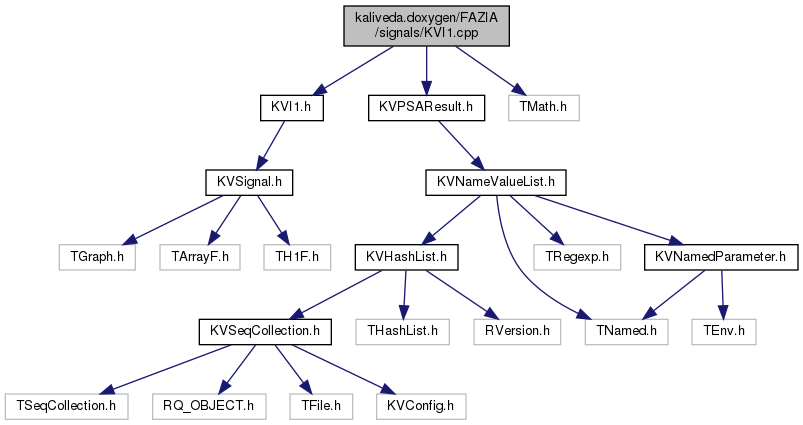 kaliveda.doxygen/FAZIA
/signals/KVI1.cpp
KVI1.h
KVPSAResult.h
TMath.h
KVSignal.h
KVNameValueList.h
TGraph.h
TArrayF.h
TH1F.h
KVHashList.h
TRegexp.h
KVNamedParameter.h
KVSeqCollection.h
THashList.h
RVersion.h
TNamed.h
TEnv.h
TSeqCollection.h
RQ_OBJECT.h
TFile.h
KVConfig.h